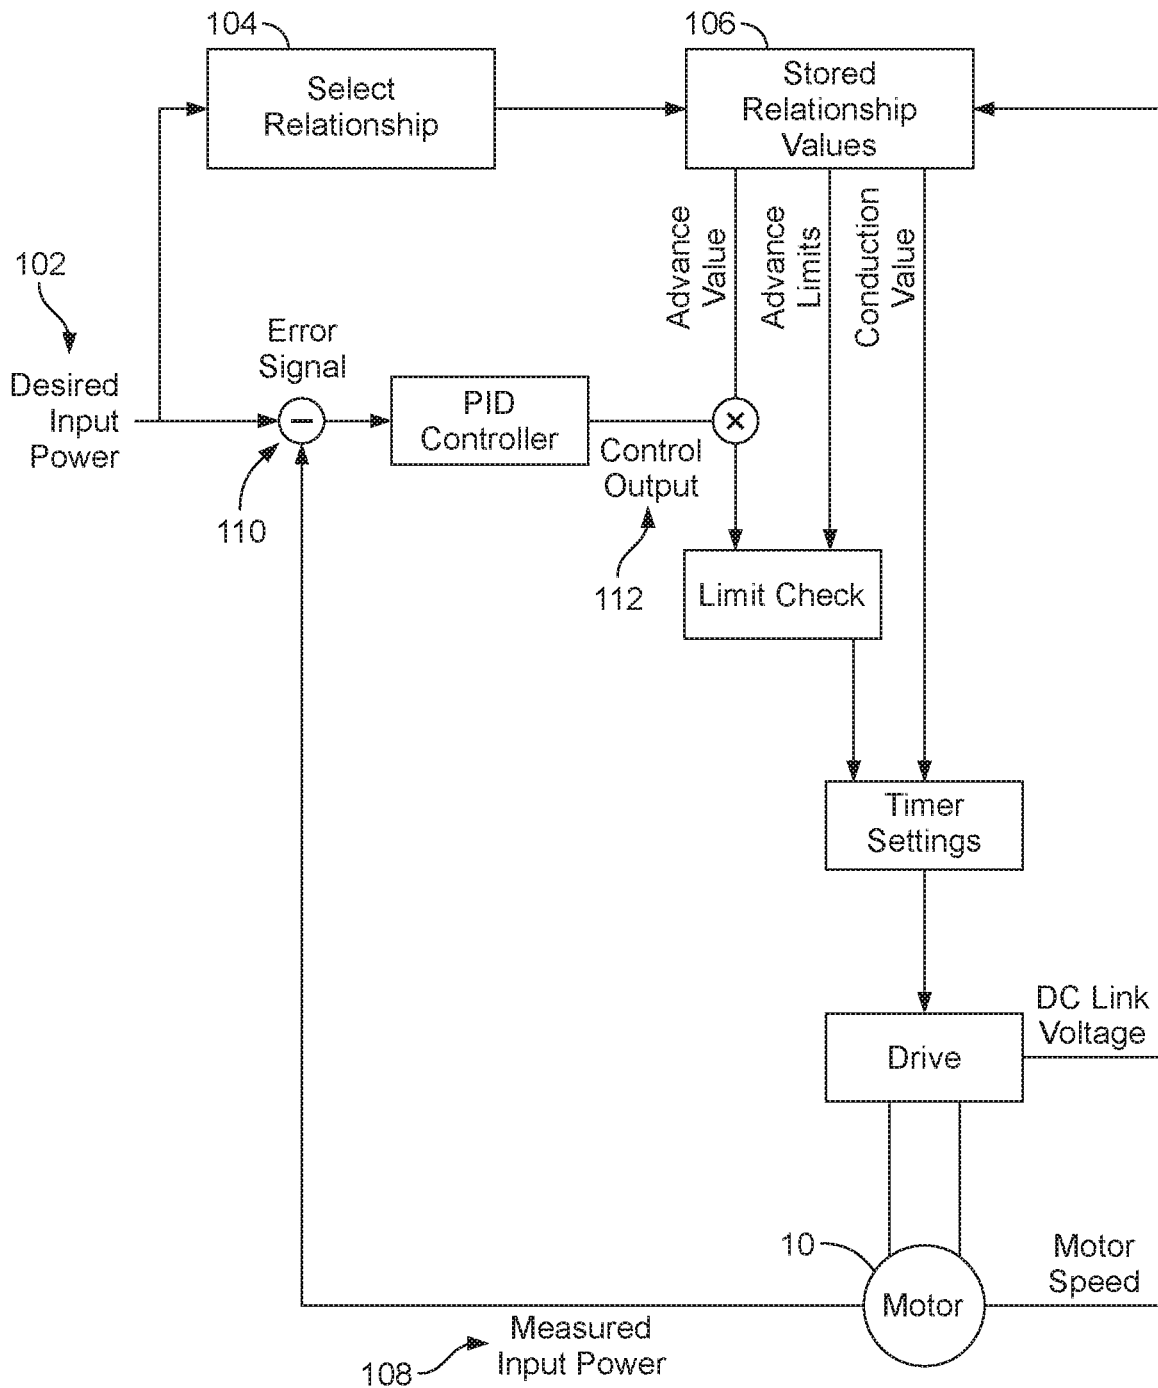 104
106
Select
Relationship
Stored
Relationship
Values
Advance
Value
Advance
Limits
Conduction
Value
102
Desired
Input
Power
Error
Signal
110
PID
Controller
Control
Output
112
Limit Check
Timer
Settings
DC Link
Voltage
Drive
10
Motor
Motor
Speed
108
Measured
Input Power